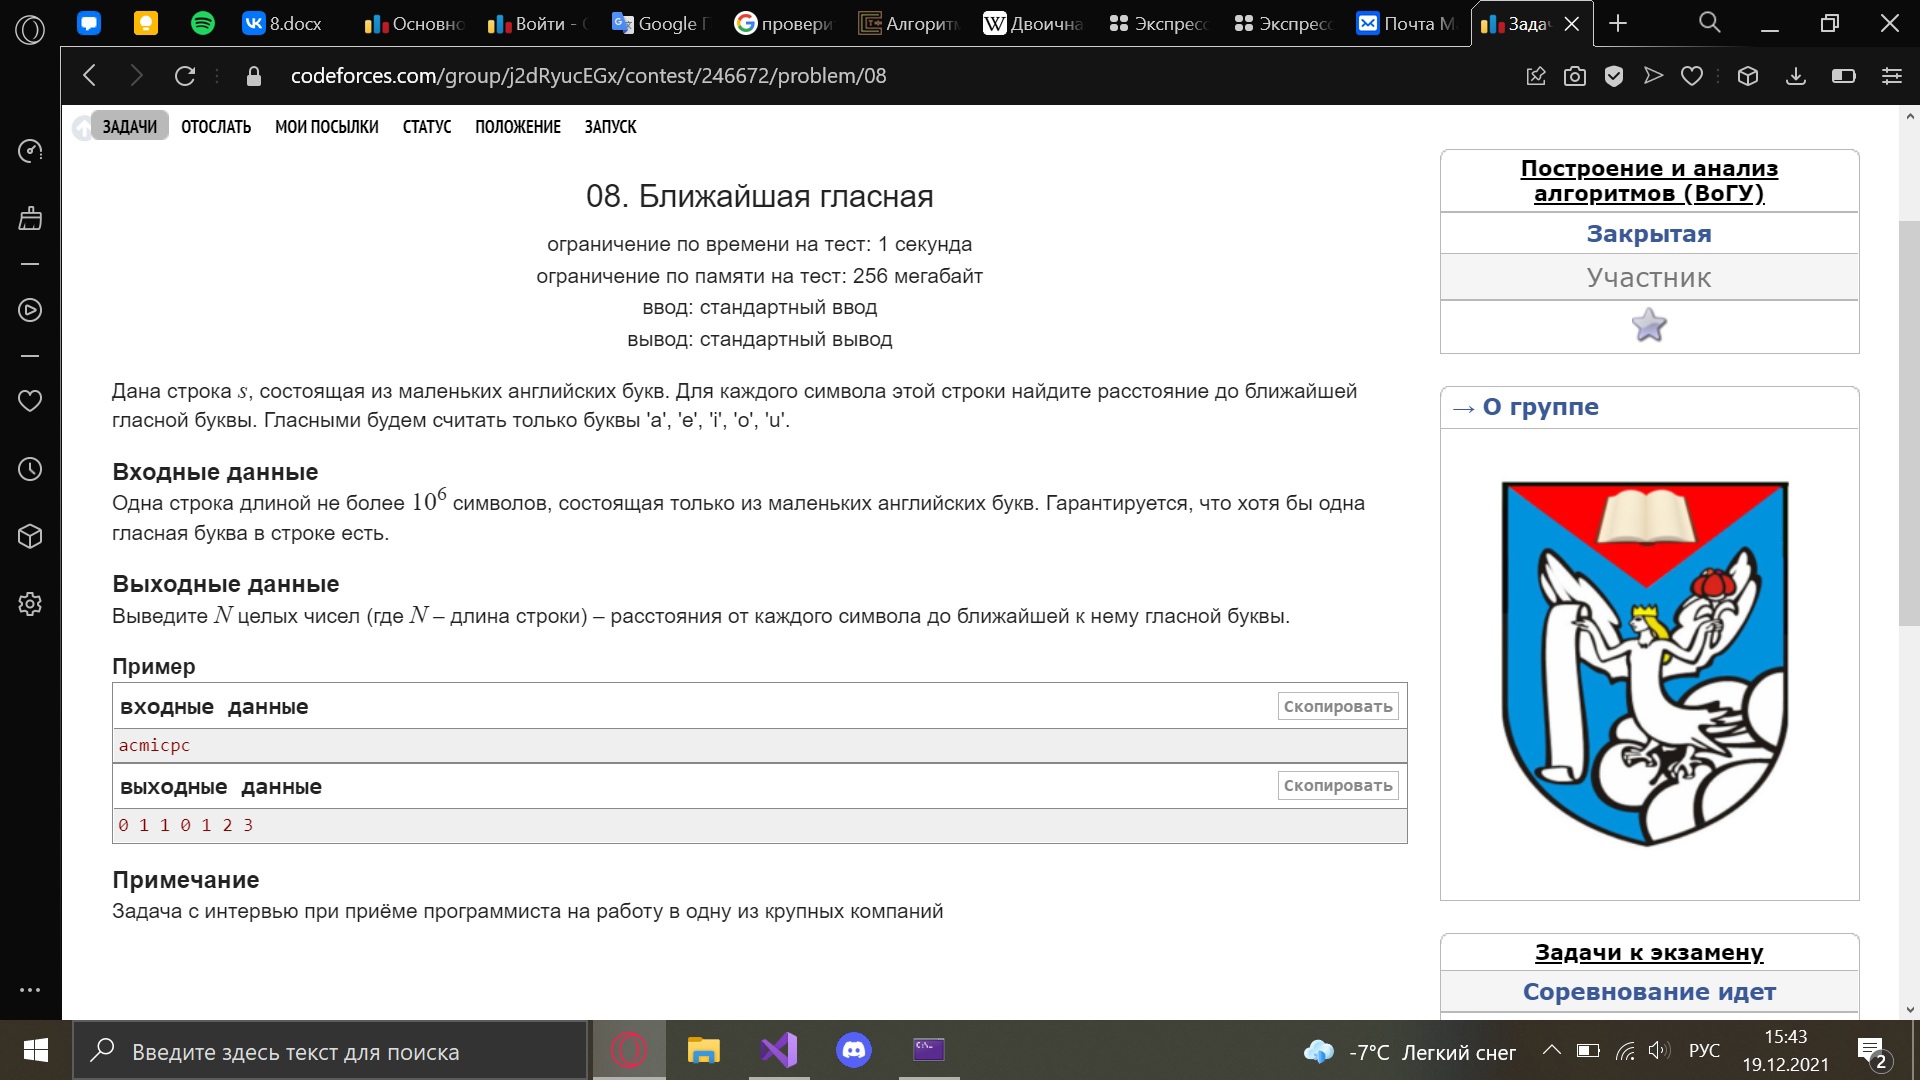 8.docx
Основно
Войти - С
Google П
провери
Алгоритм
Двоична
Экспресс
Экспресс
Почта М
Задач
codeforces.com/group/j2dRyucEGx/contest/246672/problem/08
ЗАДАЧИ ОТОСЛАТЬ МОИ ПОСЫЛКИ СТАТУС ПОЛОЖЕНИЕ ЗАПУСК
08. Ближайшая гласная
ограничение по времени на тест: 1 секунда
ограничение по памяти на тест: 256 мегабайт
ввод: стандартный ввод
вывод: стандартный вывод
Дана строка s, состоящая из маленьких английских букв. Для каждого символа этой строки найдите расстояние до ближайшей
гласной буквы. Гласными будем считать только буквы 'a', 'e', 'i', 'o', 'u'.
Входные данные
Одна строка длиной не более 10^6 символов, состоящая только из маленьких английских букв. Гарантируется, что хотя бы одна
гласная буква в строке есть.
Выходные данные
Выведите N целых чисел (где N – длина строки) – расстояния от каждого символа до ближайшей к нему гласной буквы.
Пример
входные данные
Скопировать
acmicpc
выходные данные
Скопировать
0 1 1 0 1 2 3
Примечание
Задача с интервью при приёме программиста на работу в одну из крупных компаний
Построение и анализ
алгоритмов (ВоГУ)
Закрытая
Участник
→ О группе
Задачи к экзамену
Соревнование идет
Введите здесь текст для поиска
-7°C Легкий снег
РУС
15:43
19.12.2021
2